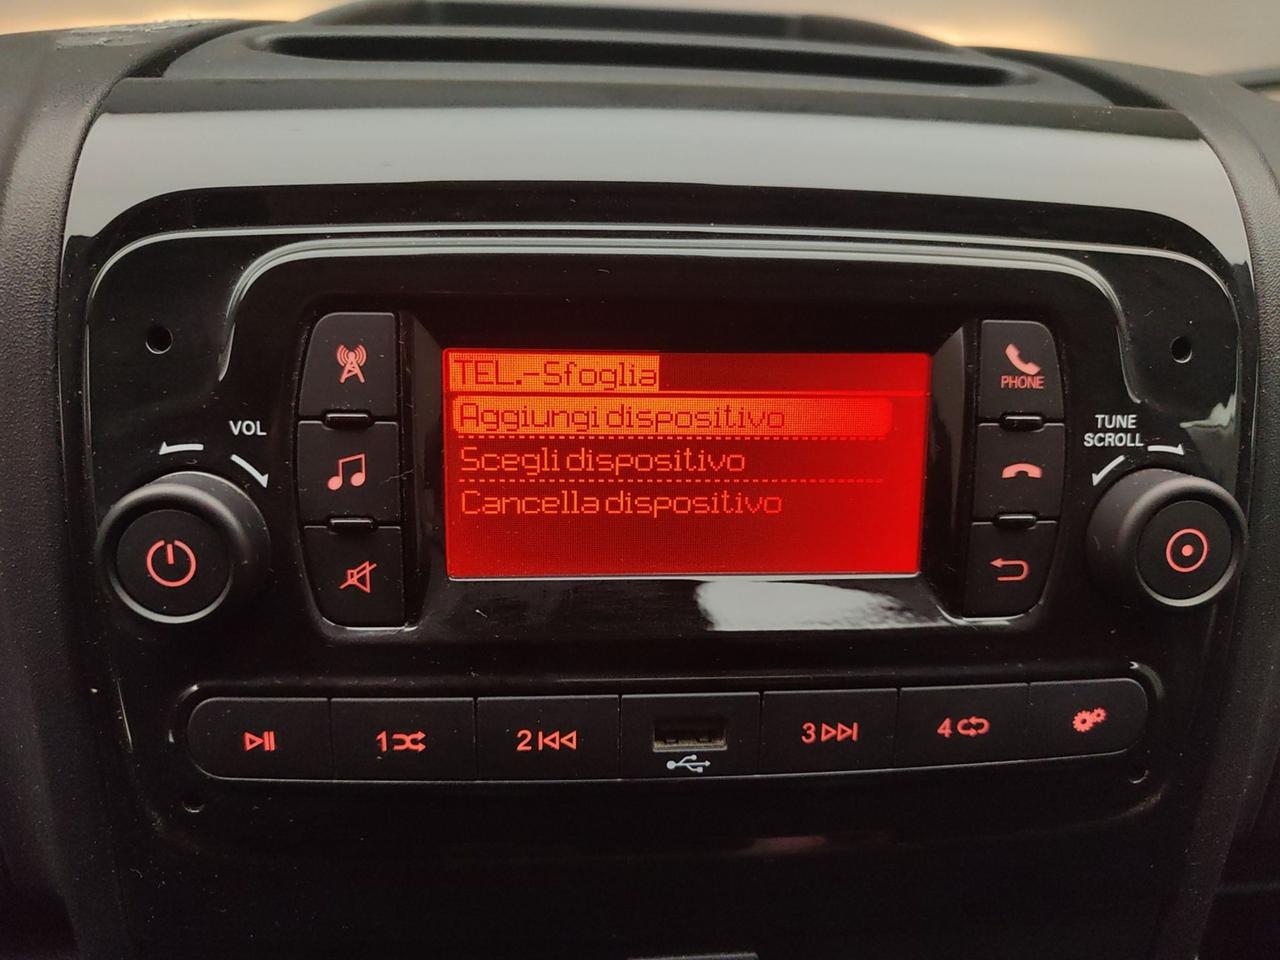 TEL.-Sfoglia
Aggiungi dispositivo
Scegli dispositivo
Cancella dispositivo
VOL
PHONE
TUNE
SCROLL
1
2
3
4